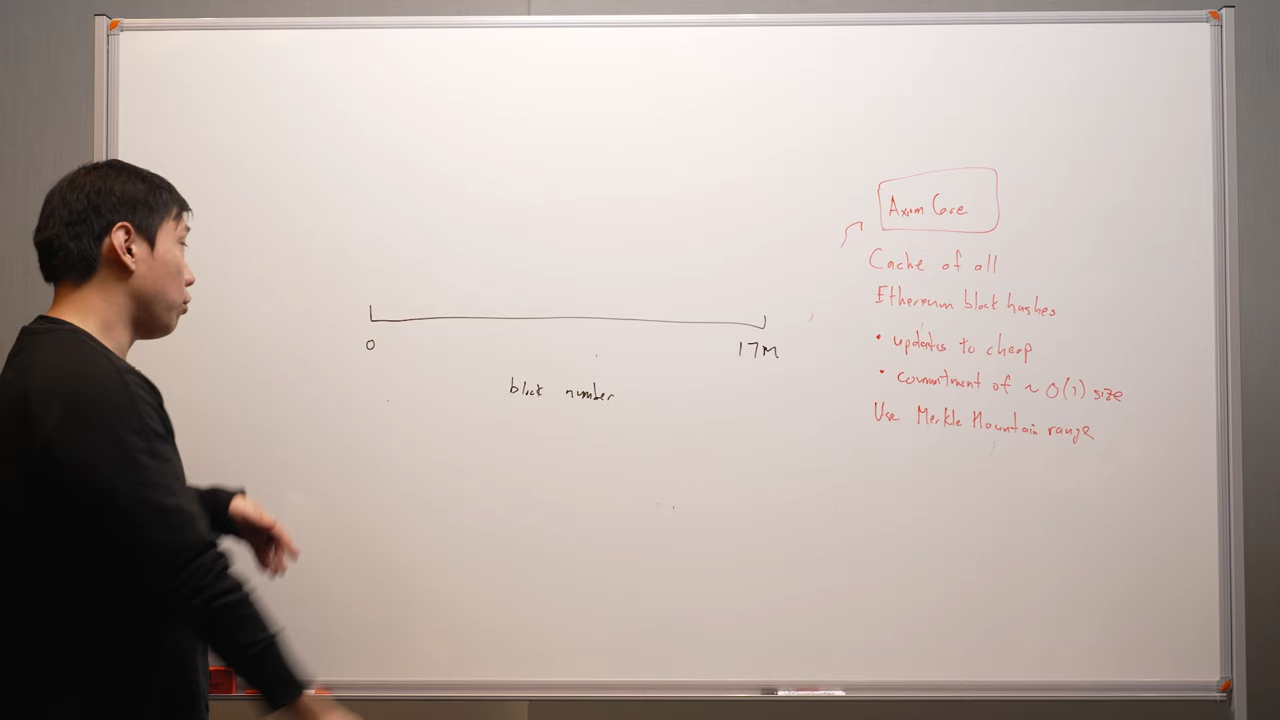 0
17M
block number
Axiom Core
Cache of all
Ethereum block hashes
• updates to cheap
• commitment of ~ O(1) size
Use Merkle Mountain range